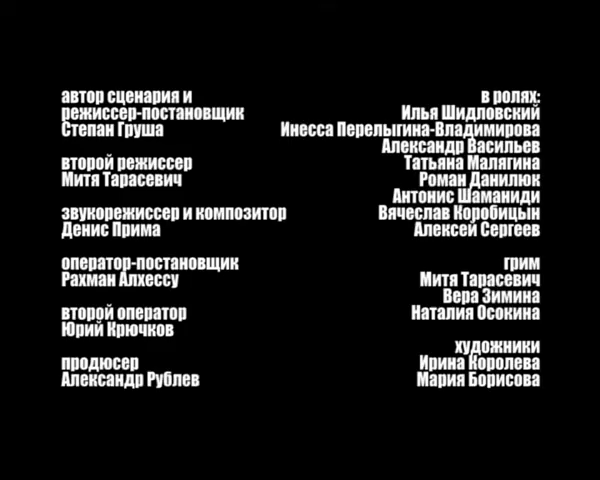 автор сценария и
режиссер-постановщик
Степан Груша
второй режиссер
Митя Тарасевич
звукорежиссер и композитор
Денис Прима
оператор-постановщик
Рахман Алхессу
второй оператор
Юрий Крючков
продюсер
Александр Рублев
в ролях:
Илья Шидловский
Инесса Перелыгина-Владимирова
Александр Васильев
Татьяна Малягина
Роман Данилюк
Антонис Шаманиди
Вячеслав Коробицын
Алексей Сергеев
грим
Митя Тарасевич
Вера Зимина
Наталия Осокина
художники
Ирина Королева
Мария Борисова